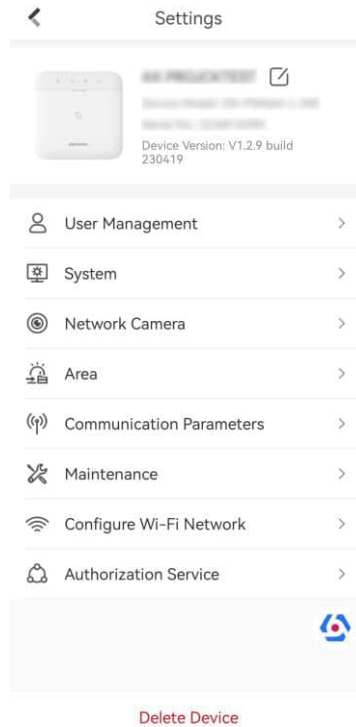 Settings
Device Version: V1.2.9 build
230419
User Management
System
Network Camera
Area
Communication Parameters
Maintenance
Configure Wi-Fi Network
Authorization Service
Delete Device